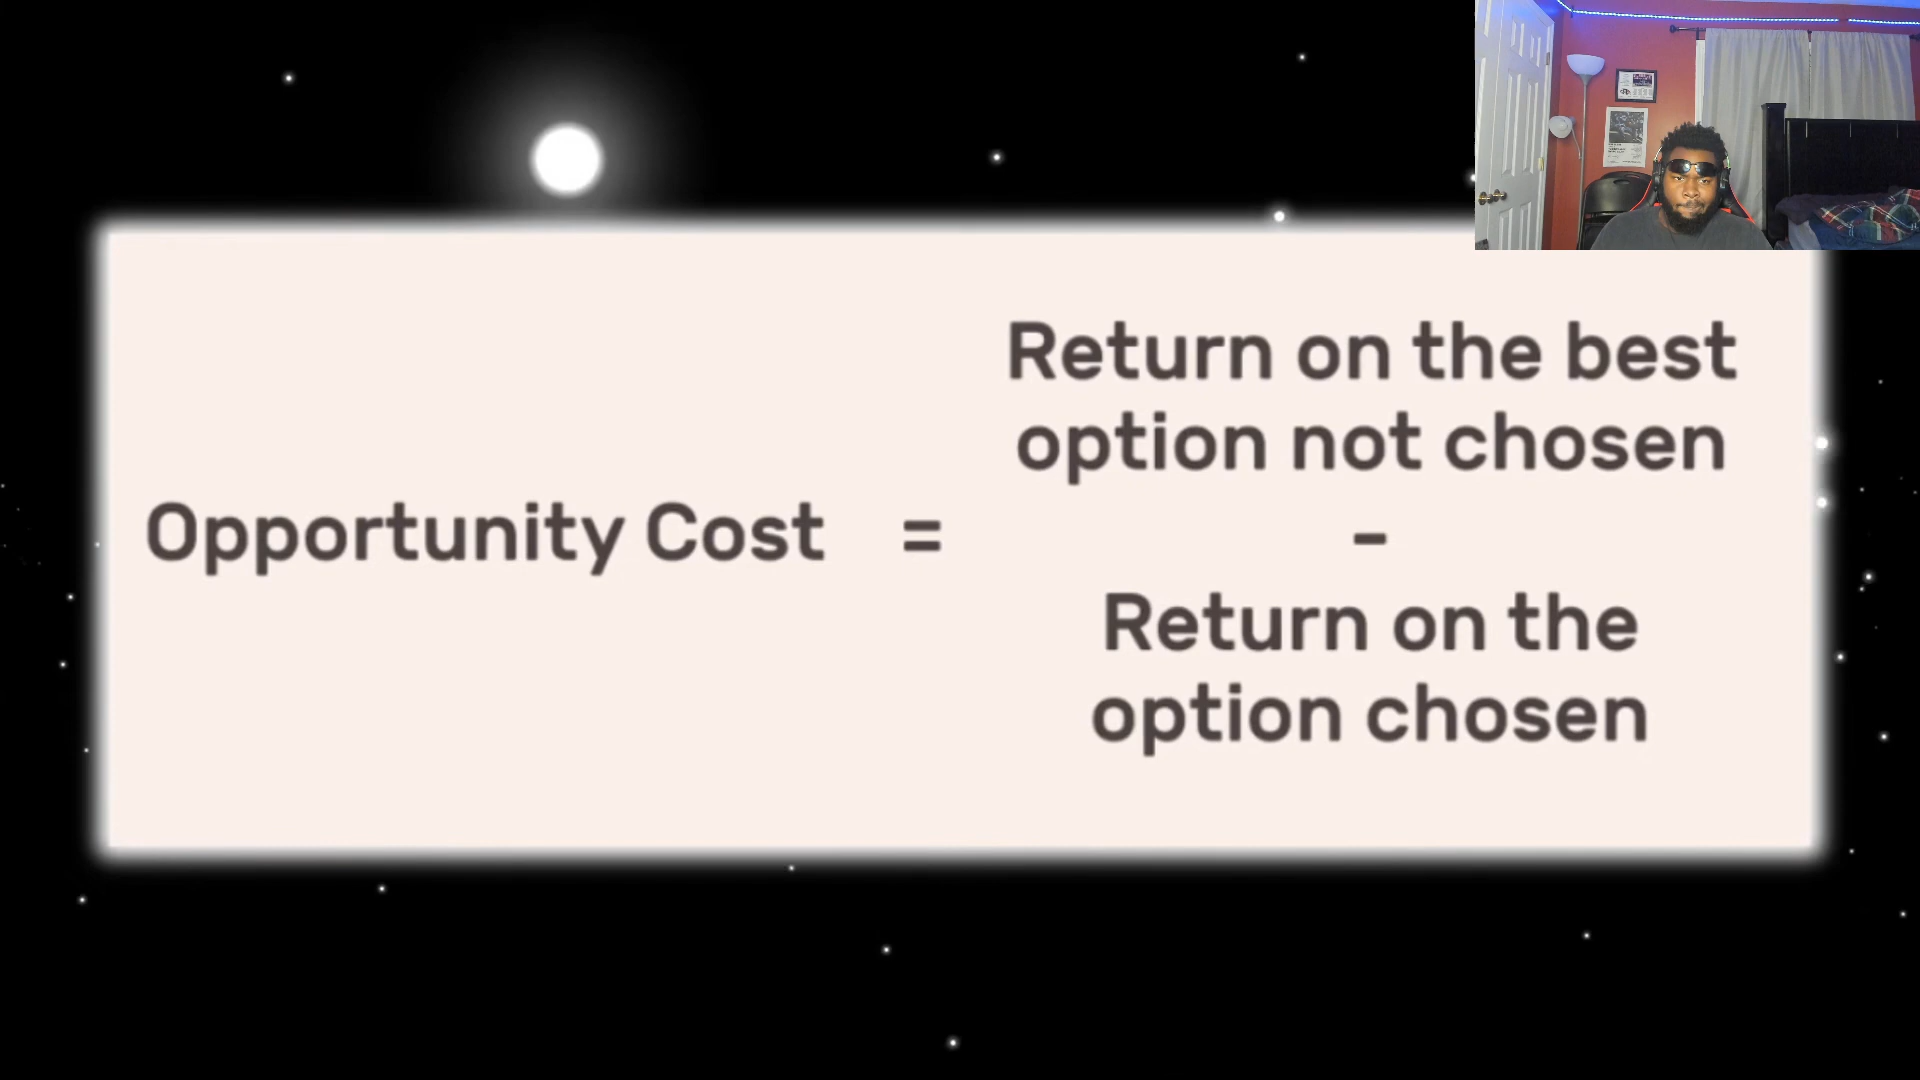 Return on the best
option not chosen
Opportunity Cost = -
Return on the
option chosen